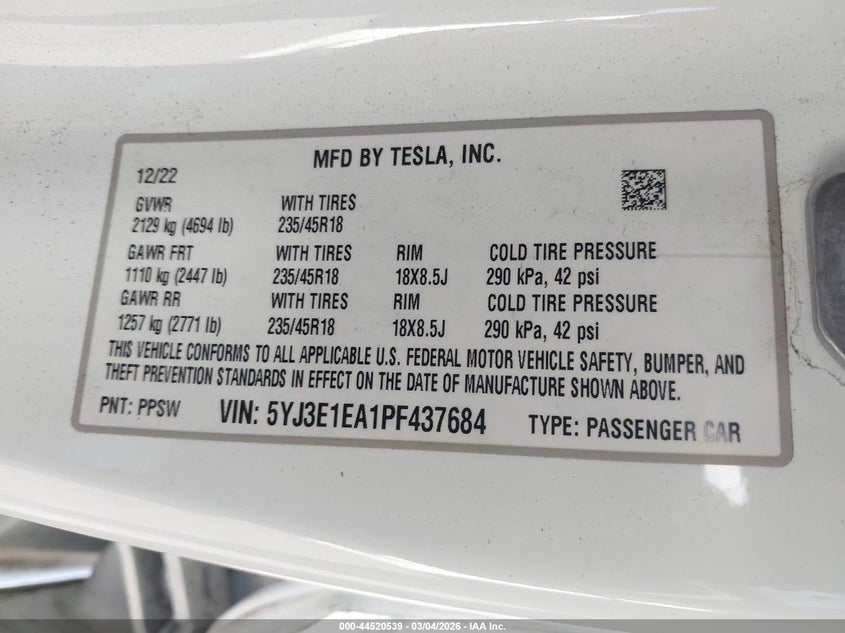 MFD BY TESLA, INC.
12/22
GVWR WITH TIRES
2129 kg (4694 lb) 235/45R18
GAWR FRT WITH TIRES RIM COLD TIRE PRESSURE
1110 kg (2447 lb) 235/45R18 18X8.5J 290 kPa, 42 psi
GAWR RR WITH TIRES RIM COLD TIRE PRESSURE
1257 kg (2771 lb) 235/45R18 18X8.5J 290 kPa, 42 psi
THIS VEHICLE CONFORMS TO ALL APPLICABLE U.S. FEDERAL MOTOR VEHICLE SAFETY, BUMPER, AND
THEFT PREVENTION STANDARDS IN EFFECT ON THE DATE OF MANUFACTURE SHOWN ABOVE.
PNT: PPSW VIN: 5YJ3E1EA1PF437684 TYPE: PASSENGER CAR
000-44520539 - 03/04/2026 - IAA Inc.